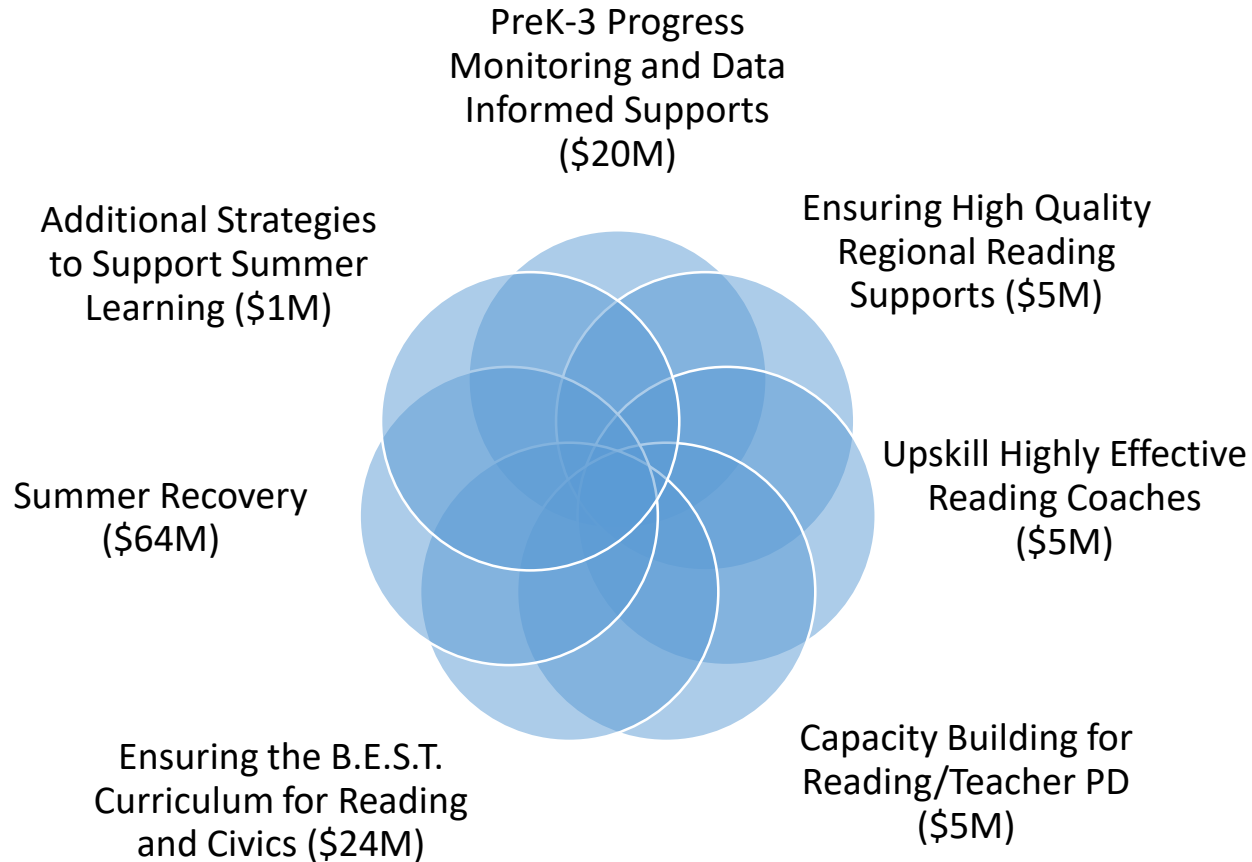 PreK-3 Progress
Monitoring and Data
Informed Supports
($20M)
Ensuring High Quality
Regional Reading
Supports ($5M)
Upskill Highly Effective
Reading Coaches
($5M)
Capacity Building for
Reading/Teacher PD
($5M)
Ensuring the B.E.S.T.
Curriculum for Reading
and Civics ($24M)
Summer Recovery
($64M)
Additional Strategies
to Support Summer
Learning ($1M)